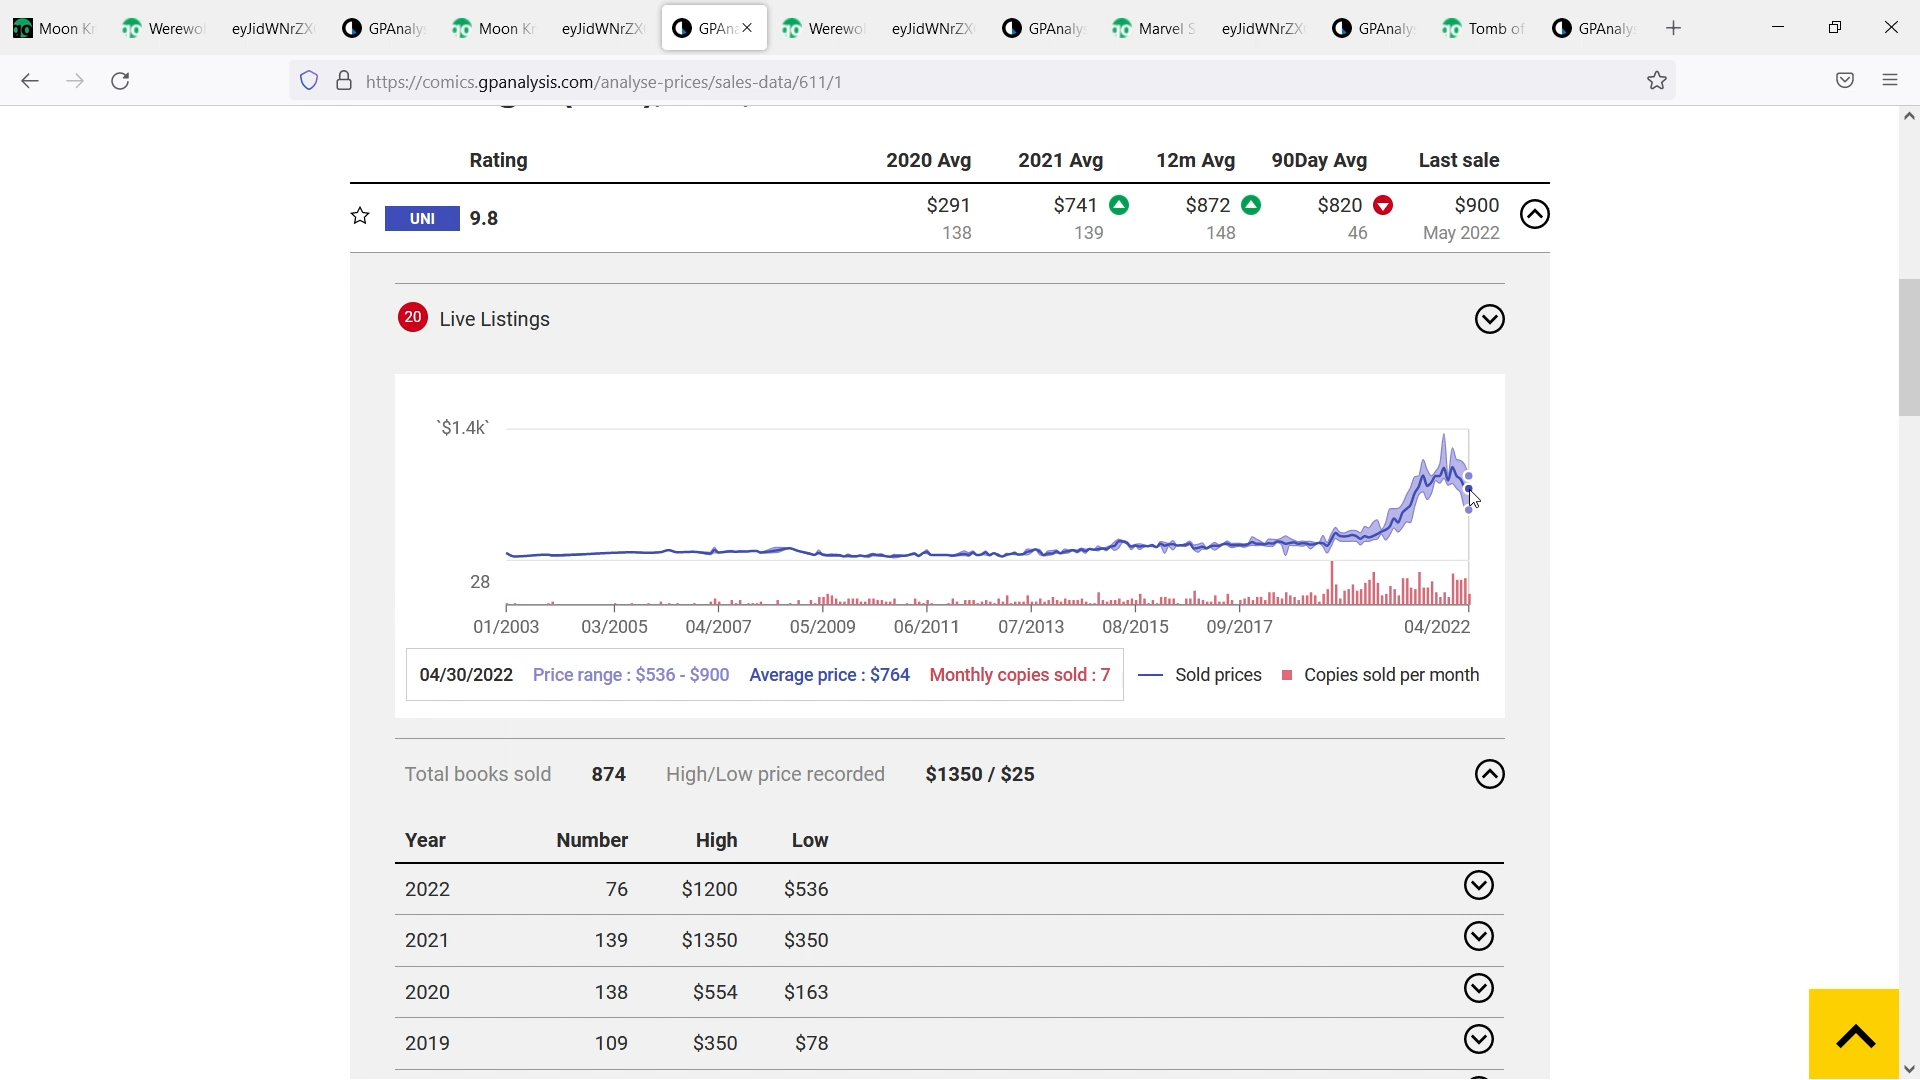 Moon Kr Werewol eyJidWNrZX GPAnaly Moon Kr eyJidWNrZX GPAna Werewol eyJidWNrZX GPAnaly Marvel S eyJidWNrZX GPAnaly Tomb of GPAnaly
https://comics.gpanalysis.com/analyse-prices/sales-data/611/1
Rating 2020 Avg 2021 Avg 12m Avg 90Day Avg Last sale
UNI 9.8 $291 $741 $872 $820 $900
138 139 148 46 May 2022
20 Live Listings
`$1.4k`
28
01/2003 03/2005 04/2007 05/2009 06/2011 07/2013 08/2015 09/2017 04/2022
04/30/2022 Price range : $536 - $900 Average price : $764 Monthly copies sold : 7 Sold prices Copies sold per month
Total books sold 874 High/Low price recorded $1350 / $25
Year Number High Low
2022 76 $1200 $536
2021 139 $1350 $350
2020 138 $554 $163
2019 109 $350 $78